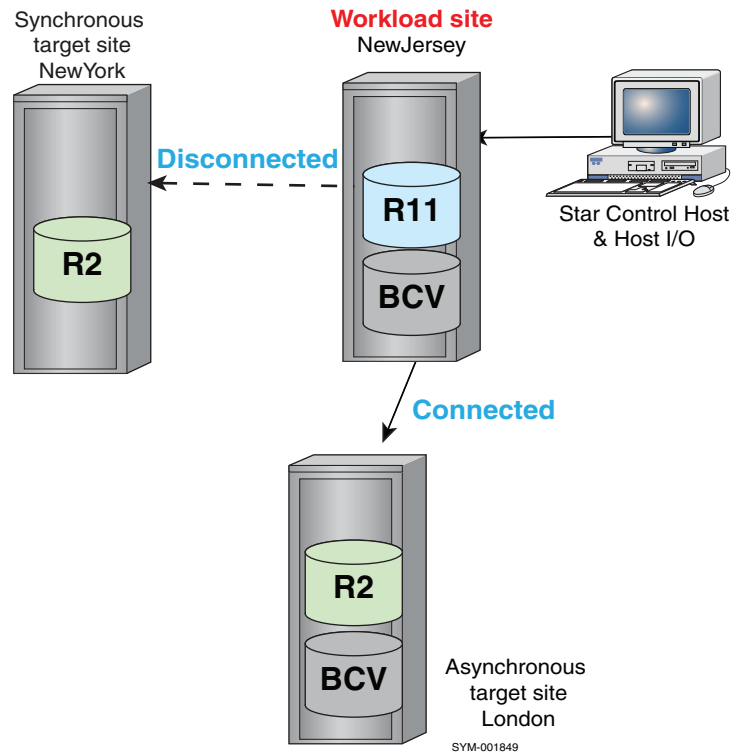 Synchronous
target site
NewYork
Workload site
NewJersey
Disconnected
R11
BCV
R2
Star Control Host
& Host I/O
Connected
R2
BCV
Asynchronous
target site
London
SYM-001849